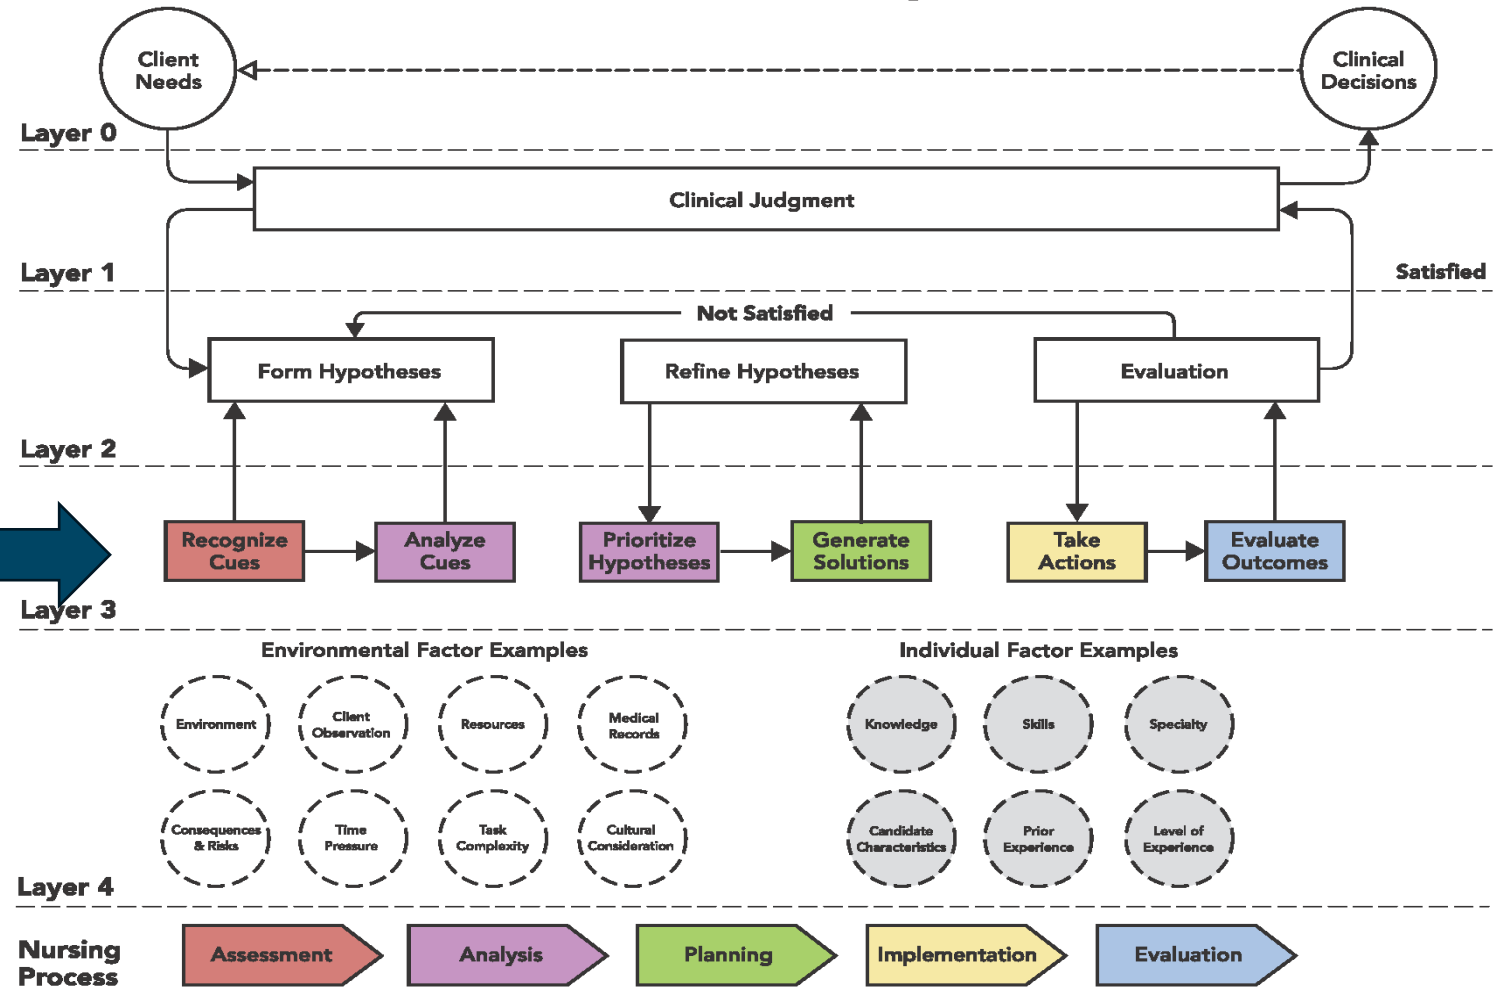 Client
Needs
Clinical
Decisions
Layer 0
Clinical Judgment
Layer 1
Satisfied
Not Satisfied
Form Hypotheses
Refine Hypotheses
Evaluation
Layer 2
Recognize
Cues
Analyze
Cues
Prioritize
Hypotheses
Generate
Solutions
Take
Actions
Evaluate
Outcomes
Layer 3
Environmental Factor Examples
Individual Factor Examples
Environment
Client
Observation
Resources
Medical
Records
Knowledge
Skills
Specialty
Consequences
& Risks
Time
Pressure
Task
Complexity
Cultural
Consideration
Candidate
Characteristics
Prior
Experience
Level of
Experience
Layer 4
Nursing
Process
Assessment
Analysis
Planning
Implementation
Evaluation